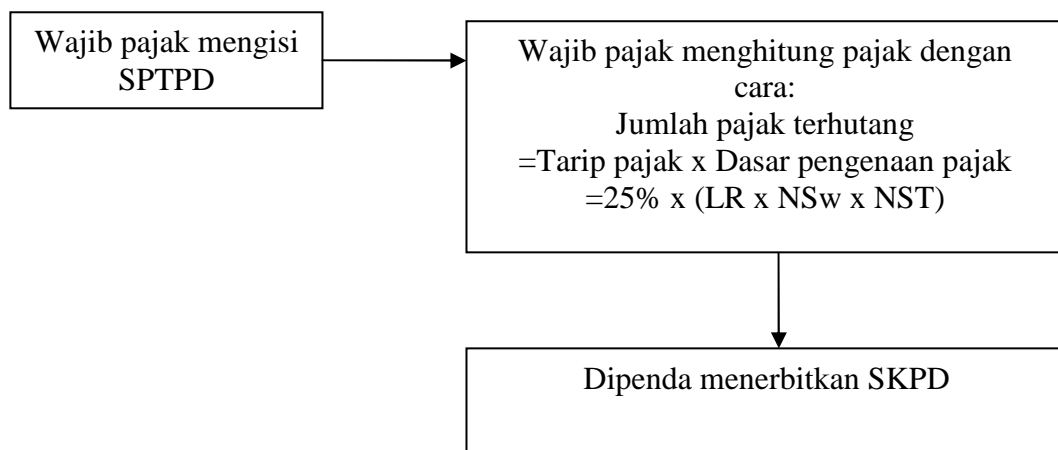 Wajib pajak mengisi
SPTPD
Wajib pajak menghitung pajak dengan
cara:
Jumlah pajak terhutang
=Tarip pajak x Dasar pengenaan pajak
=25% x (LR x NSw x NST)
Dipenda menerbitkan SKPD